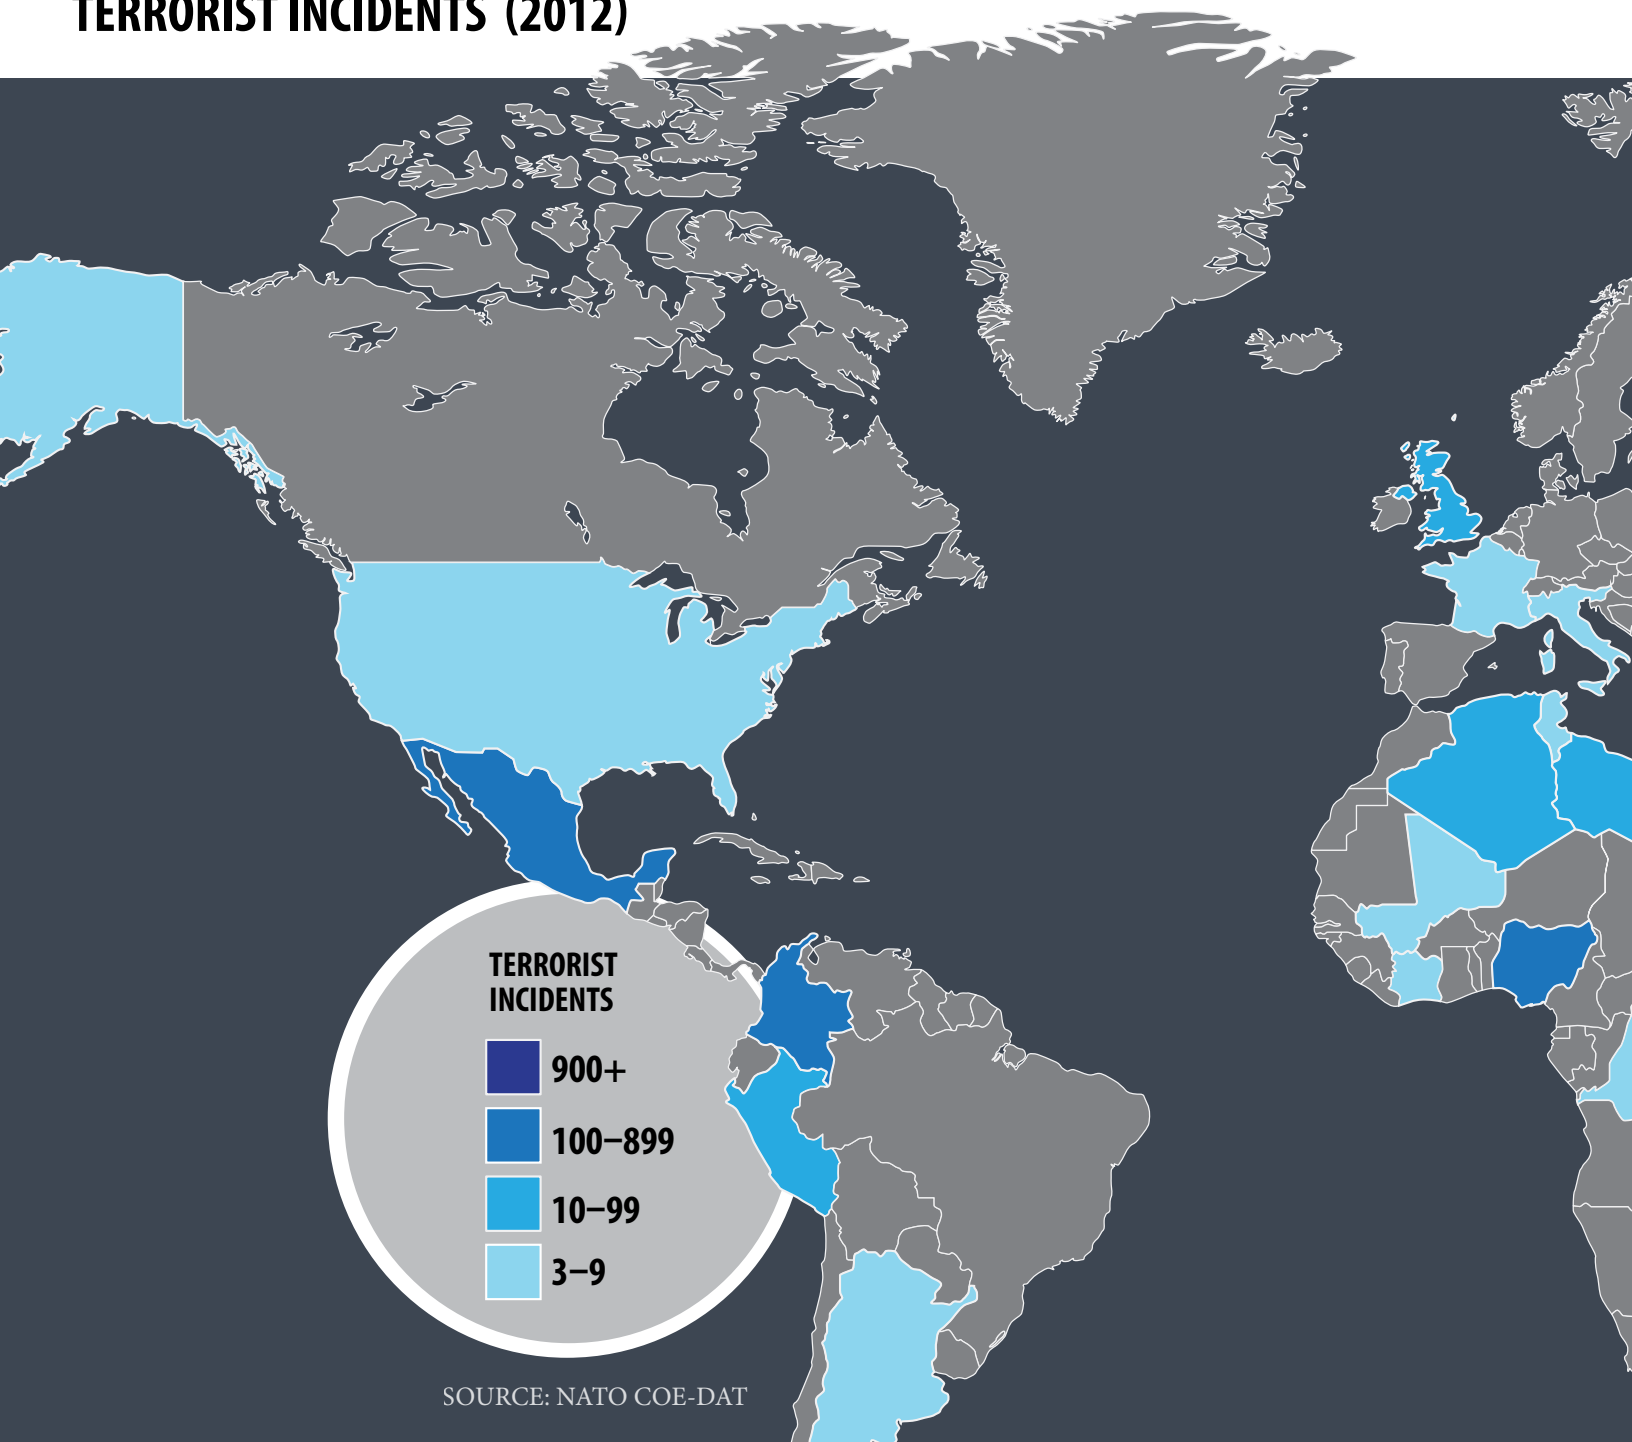 TERRORIST INCIDENTS (2012)
TERRORIST
INCIDENTS
900+
100–899
10–99
3–9
SOURCE: NATO COE-DAT